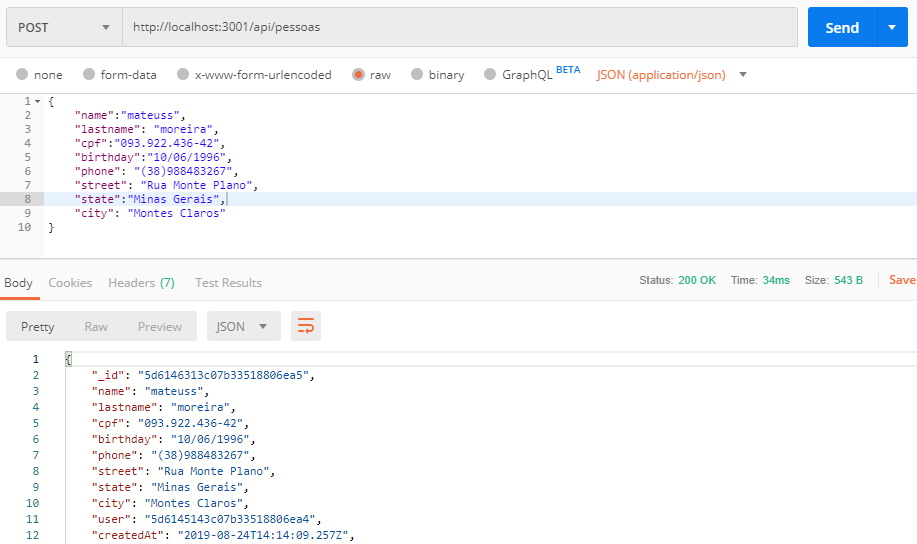 POST http://localhost:3001/api/pessoas Send
none form-data x-www-form-urlencoded raw binary GraphQL BETA JSON (application/json)
1 {
2 "name":"mateuss",
3 "lastname": "moreira",
4 "cpf":"093.922.436-42",
5 "birthday":"10/06/1996",
6 "phone": "(38)988483267",
7 "street": "Rua Monte Plano",
8 "state":"Minas Gerais",
9 "city": "Montes Claros"
10 }
Body Cookies Headers (7) Test Results Status: 200 OK Time: 34ms Size: 543 B Save
Pretty Raw Preview JSON
1 {
2 "_id": "5d6146313c07b33518806ea5",
3 "name": "mateuss",
4 "lastname": "moreira",
5 "cpf": "093.922.436-42",
6 "birthday": "10/06/1996",
7 "phone": "(38)988483267",
8 "street": "Rua Monte Plano",
9 "state": "Minas Gerais",
10 "city": "Montes Claros",
11 "user": "5d6145143c07b33518806ea4",
12 "createdAt": "2019-08-24T14:14:09.257Z",